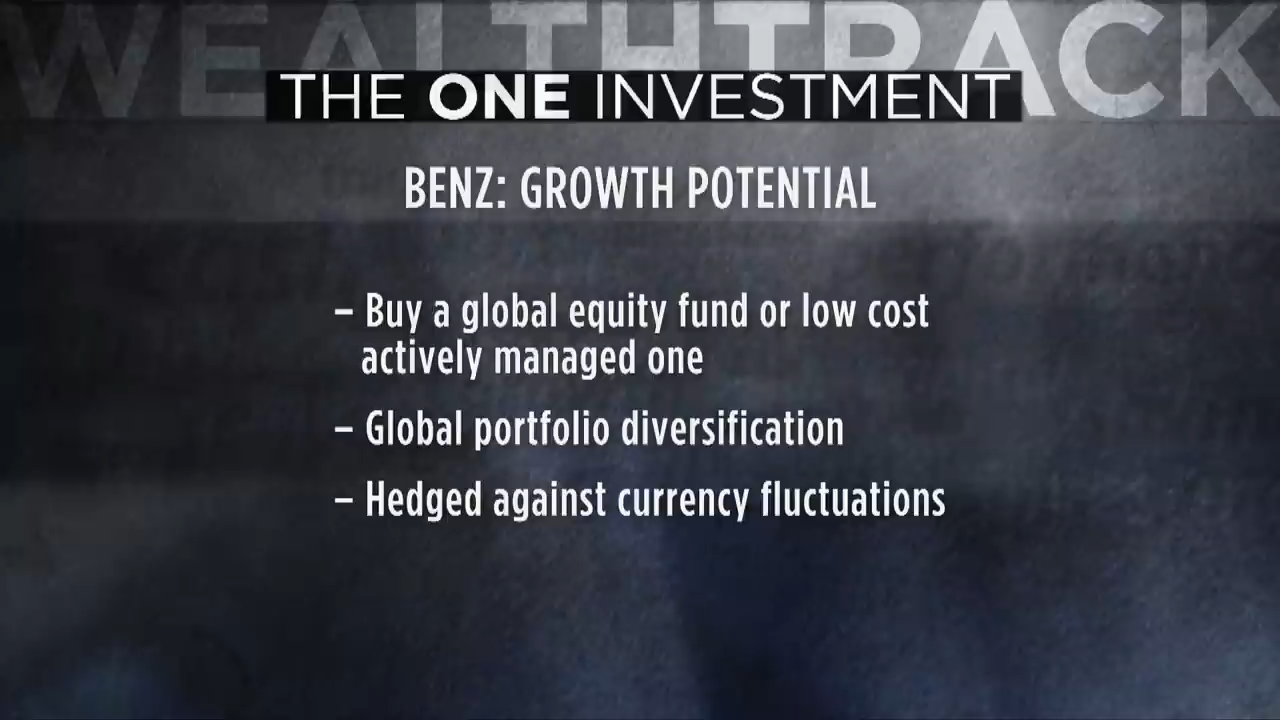 WEALTHTRACK
THE ONE INVESTMENT
BENZ: GROWTH POTENTIAL
– Buy a global equity fund or low cost
actively managed one
– Global portfolio diversification
– Hedged against currency fluctuations